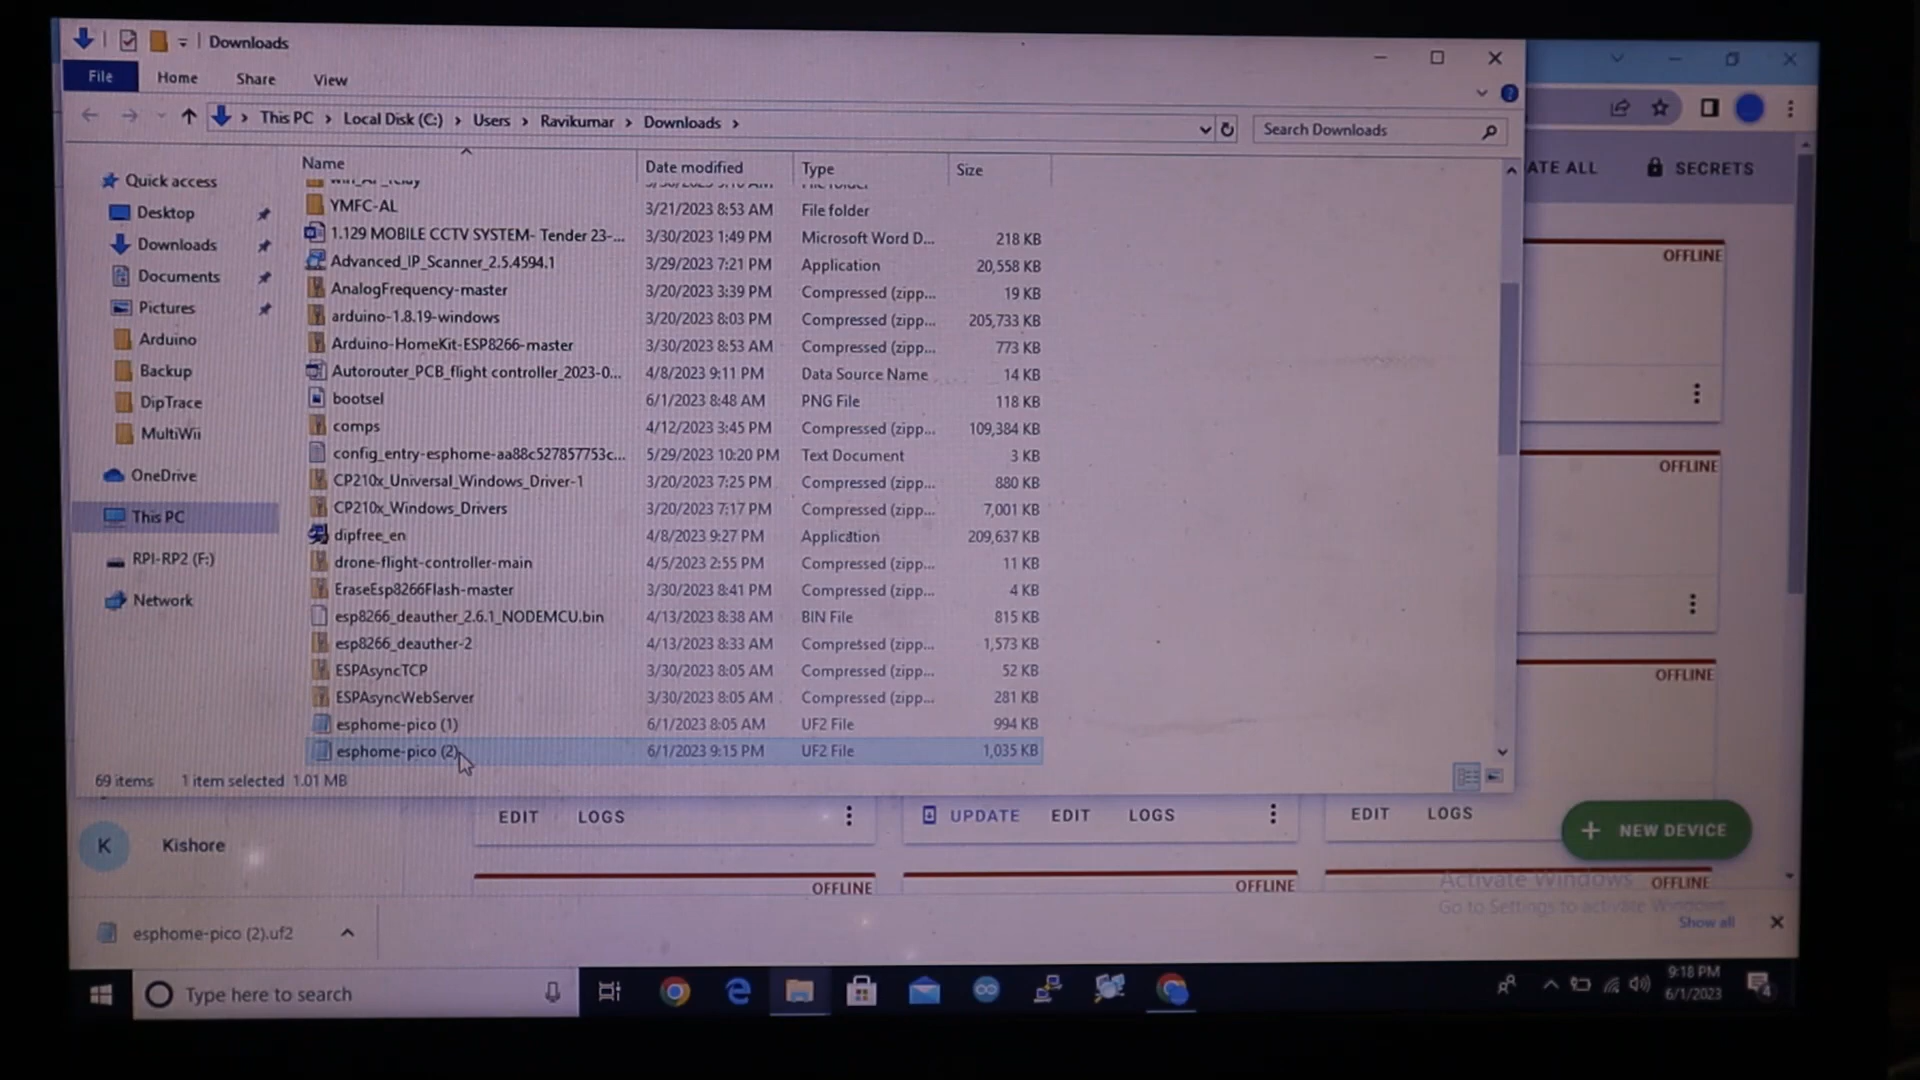 Downloads
File Home Share View
This PC > Local Disk (C:) > Users > Ravikumar > Downloads >
Search Downloads
Name Date modified Type Size
YMFC-AL 3/21/2023 8:53 AM File folder
1.129 MOBILE CCTV SYSTEM- Tender 23-... 3/30/2023 1:49 PM Microsoft Word D... 218 KB
Advanced_IP_Scanner_2.5.4594.1 3/29/2023 7:21 PM Application 20,558 KB
AnalogFrequency-master 3/20/2023 3:39 PM Compressed (zipp... 19 KB
arduino-1.8.19-windows 3/20/2023 8:03 PM Compressed (zipp... 205,733 KB
Arduino-HomeKit-ESP8266-master 3/30/2023 8:53 AM Compressed (zipp... 773 KB
Autorouter_PCB_flight controller_2023-0... 4/8/2023 9:11 PM Data Source Name 14 KB
bootsel 6/1/2023 8:48 AM PNG File 118 KB
comps 4/12/2023 3:45 PM Compressed (zipp... 109,384 KB
config_entry-esphome-aa88c527857753c... 5/29/2023 10:20 PM Text Document 3 KB
CP210x_Universal_Windows_Driver-1 3/20/2023 7:25 PM Compressed (zipp... 880 KB
CP210x_Windows_Drivers 3/20/2023 7:17 PM Compressed (zipp... 7,001 KB
dipfree_en 4/8/2023 9:27 PM Application 209,637 KB
drone-flight-controller-main 4/5/2023 2:55 PM Compressed (zipp... 11 KB
EraseEsp8266Flash-master 3/30/2023 8:41 PM Compressed (zipp... 4 KB
esp8266_deauther_2.6.1_NODEMCU.bin 4/13/2023 8:38 AM BIN File 815 KB
esp8266_deauther-2 4/13/2023 8:33 AM Compressed (zipp... 1,573 KB
ESPAsyncTCP 3/30/2023 8:05 AM Compressed (zipp... 52 KB
ESPAsyncWebServer 3/30/2023 8:05 AM Compressed (zipp... 281 KB
esphome-pico (1) 6/1/2023 8:05 AM UF2 File 994 KB
esphome-pico (2) 6/1/2023 9:15 PM UF2 File 1,035 KB
Quick access
Desktop
Downloads
Documents
Pictures
Arduino
Backup
DipTrace
MultiWii
OneDrive
This PC
RPI-RP2 (F:)
Network
69 items 1 item selected 1.01 MB
ATE ALL SECRETS
OFFLINE
OFFLINE
OFFLINE
EDIT LOGS UPDATE EDIT LOGS EDIT LOGS
+ NEW DEVICE
K Kishore
OFFLINE OFFLINE OFFLINE
Activate Windows
Go to Settings to activate Windows.
esphome-pico (2).uf2 Show all
Type here to search
9:18 PM
6/1/2023
4